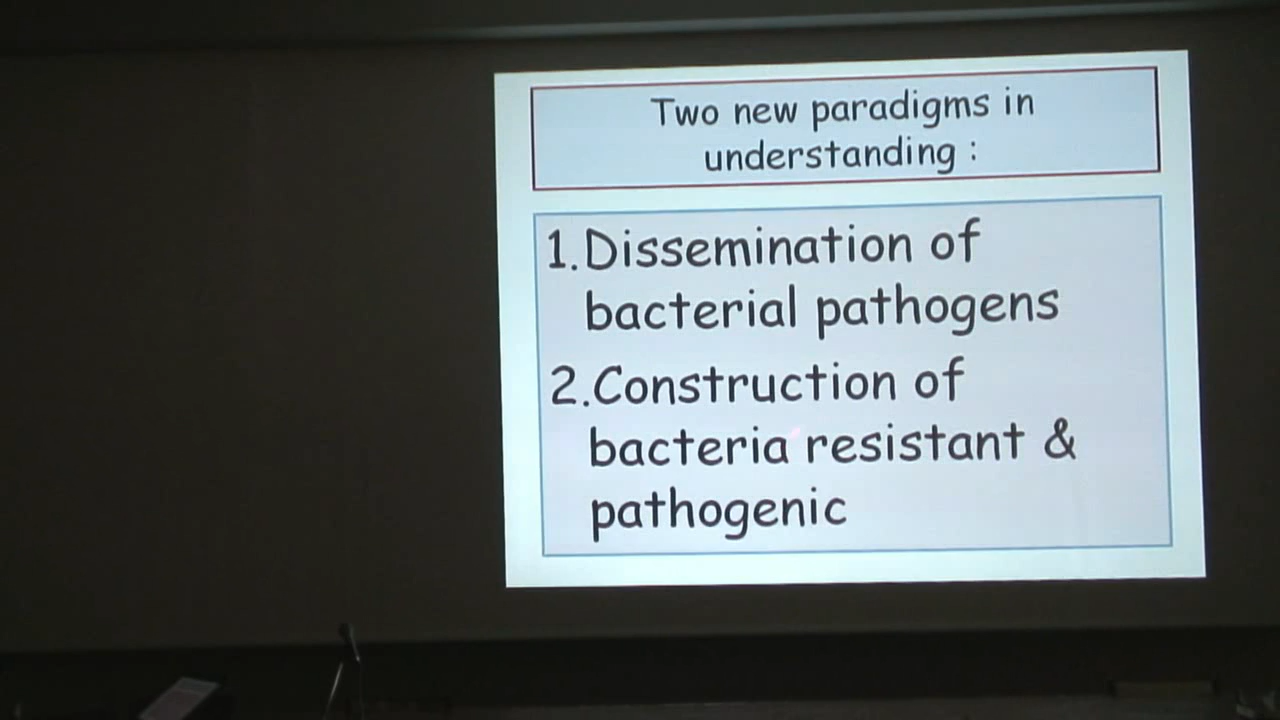 Two new paradigms in
understanding :
1.Dissemination of
bacterial pathogens
2.Construction of
bacteria resistant &
pathogenic